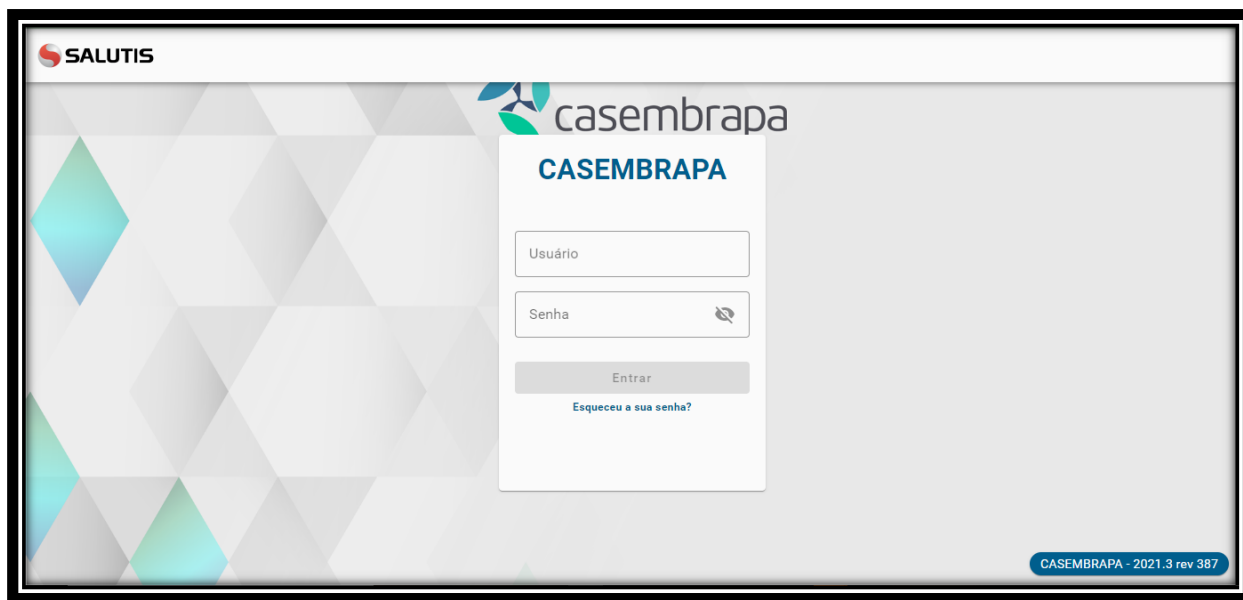 SALUTIS
casembrapa
CASEMBRAPA
Usuário
Senha
Entrar
Esqueceu a sua senha?
CASEMBRAPA - 2021.3 rev 387